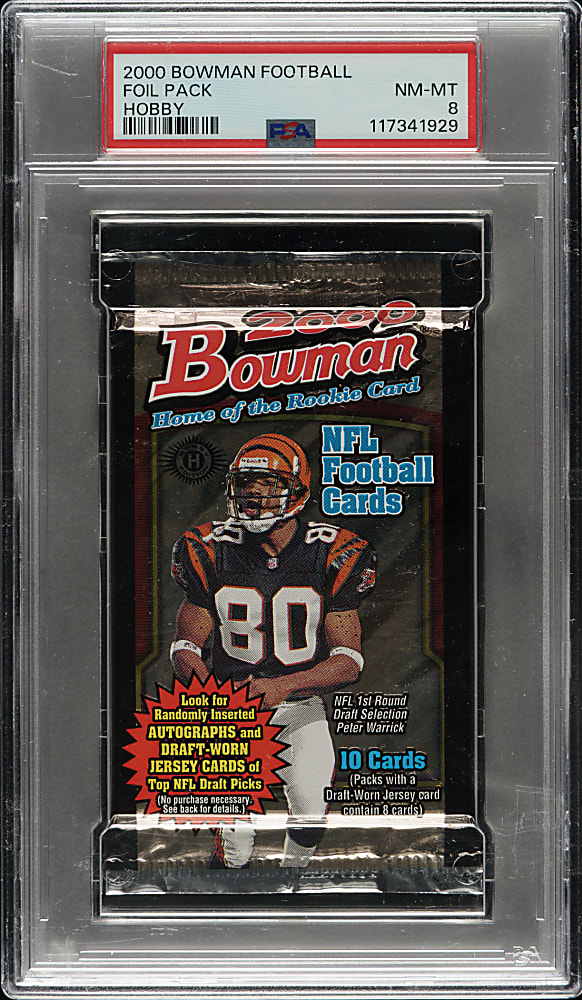 2000 BOWMAN FOOTBALL
FOIL PACK NM-MT
HOBBY 8
PSA 117341929
2000
Bowman
Home of the Rookie Card
NFL
Football
Cards
H
80
80
NFL 1st Round
Draft Selection
Peter Warrick
Look for
Randomly Inserted
AUTOGRAPHS and
DRAFT-WORN
JERSEY CARDS of
Top NFL Draft Picks
(No purchase necessary.
See back for details.)
10 Cards
(Packs with a
Draft-Worn Jersey card
contain 8 cards)
PSA